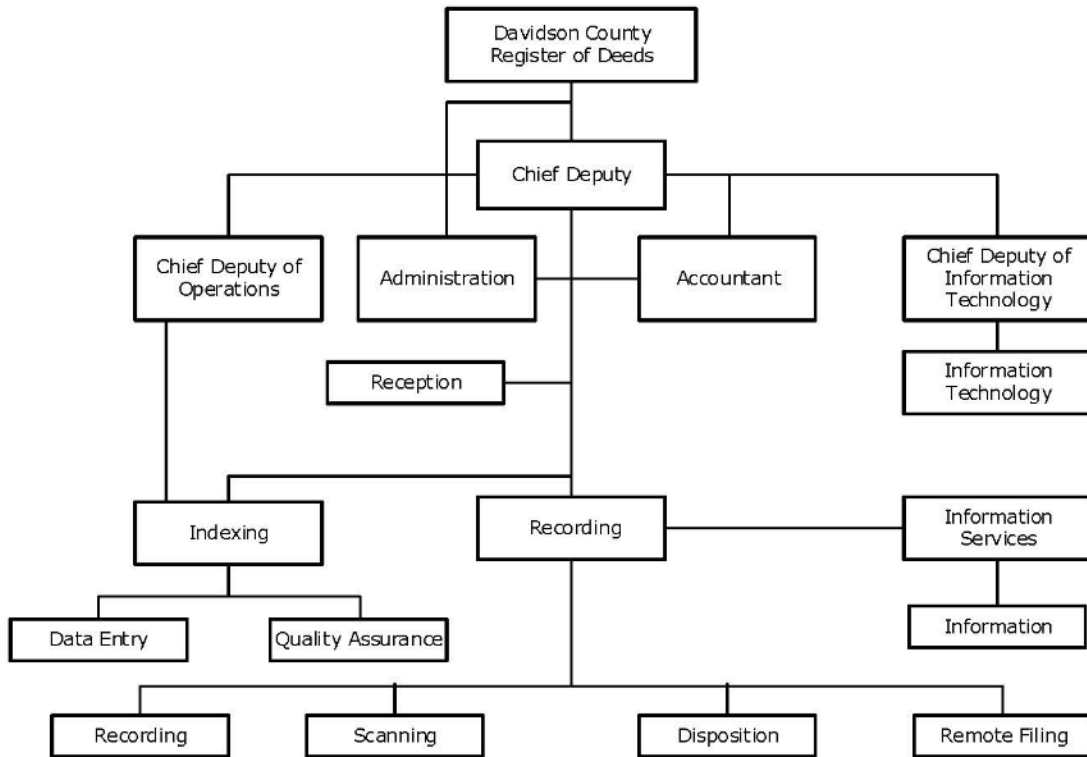 Davidson County
Register of Deeds
Chief Deputy
Chief Deputy of
Operations
Administration
Accountant
Chief Deputy of
Information
Technology
Reception
Information
Technology
Indexing
Recording
Information
Services
Data Entry
Quality Assurance
Information
Recording
Scanning
Disposition
Remote Filing